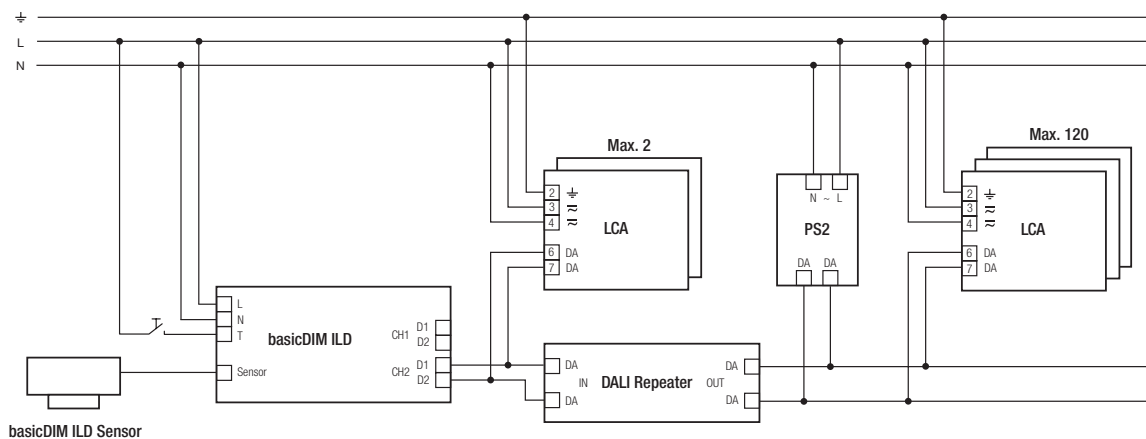 ⏚
L
N
Max. 2
2 ⏚
3 ≂
4 ≂
LCA
6 DA
7 DA
N ~ L
PS2
DA DA
Max. 120
2 ⏚
3 ≂
4 ≂
LCA
6 DA
7 DA
L
N
T
Sensor
basicDIM ILD
CH1 D1
D2
CH2 D1
D2
DA
IN
DA
DALI Repeater
DA
OUT
DA
basicDIM ILD Sensor